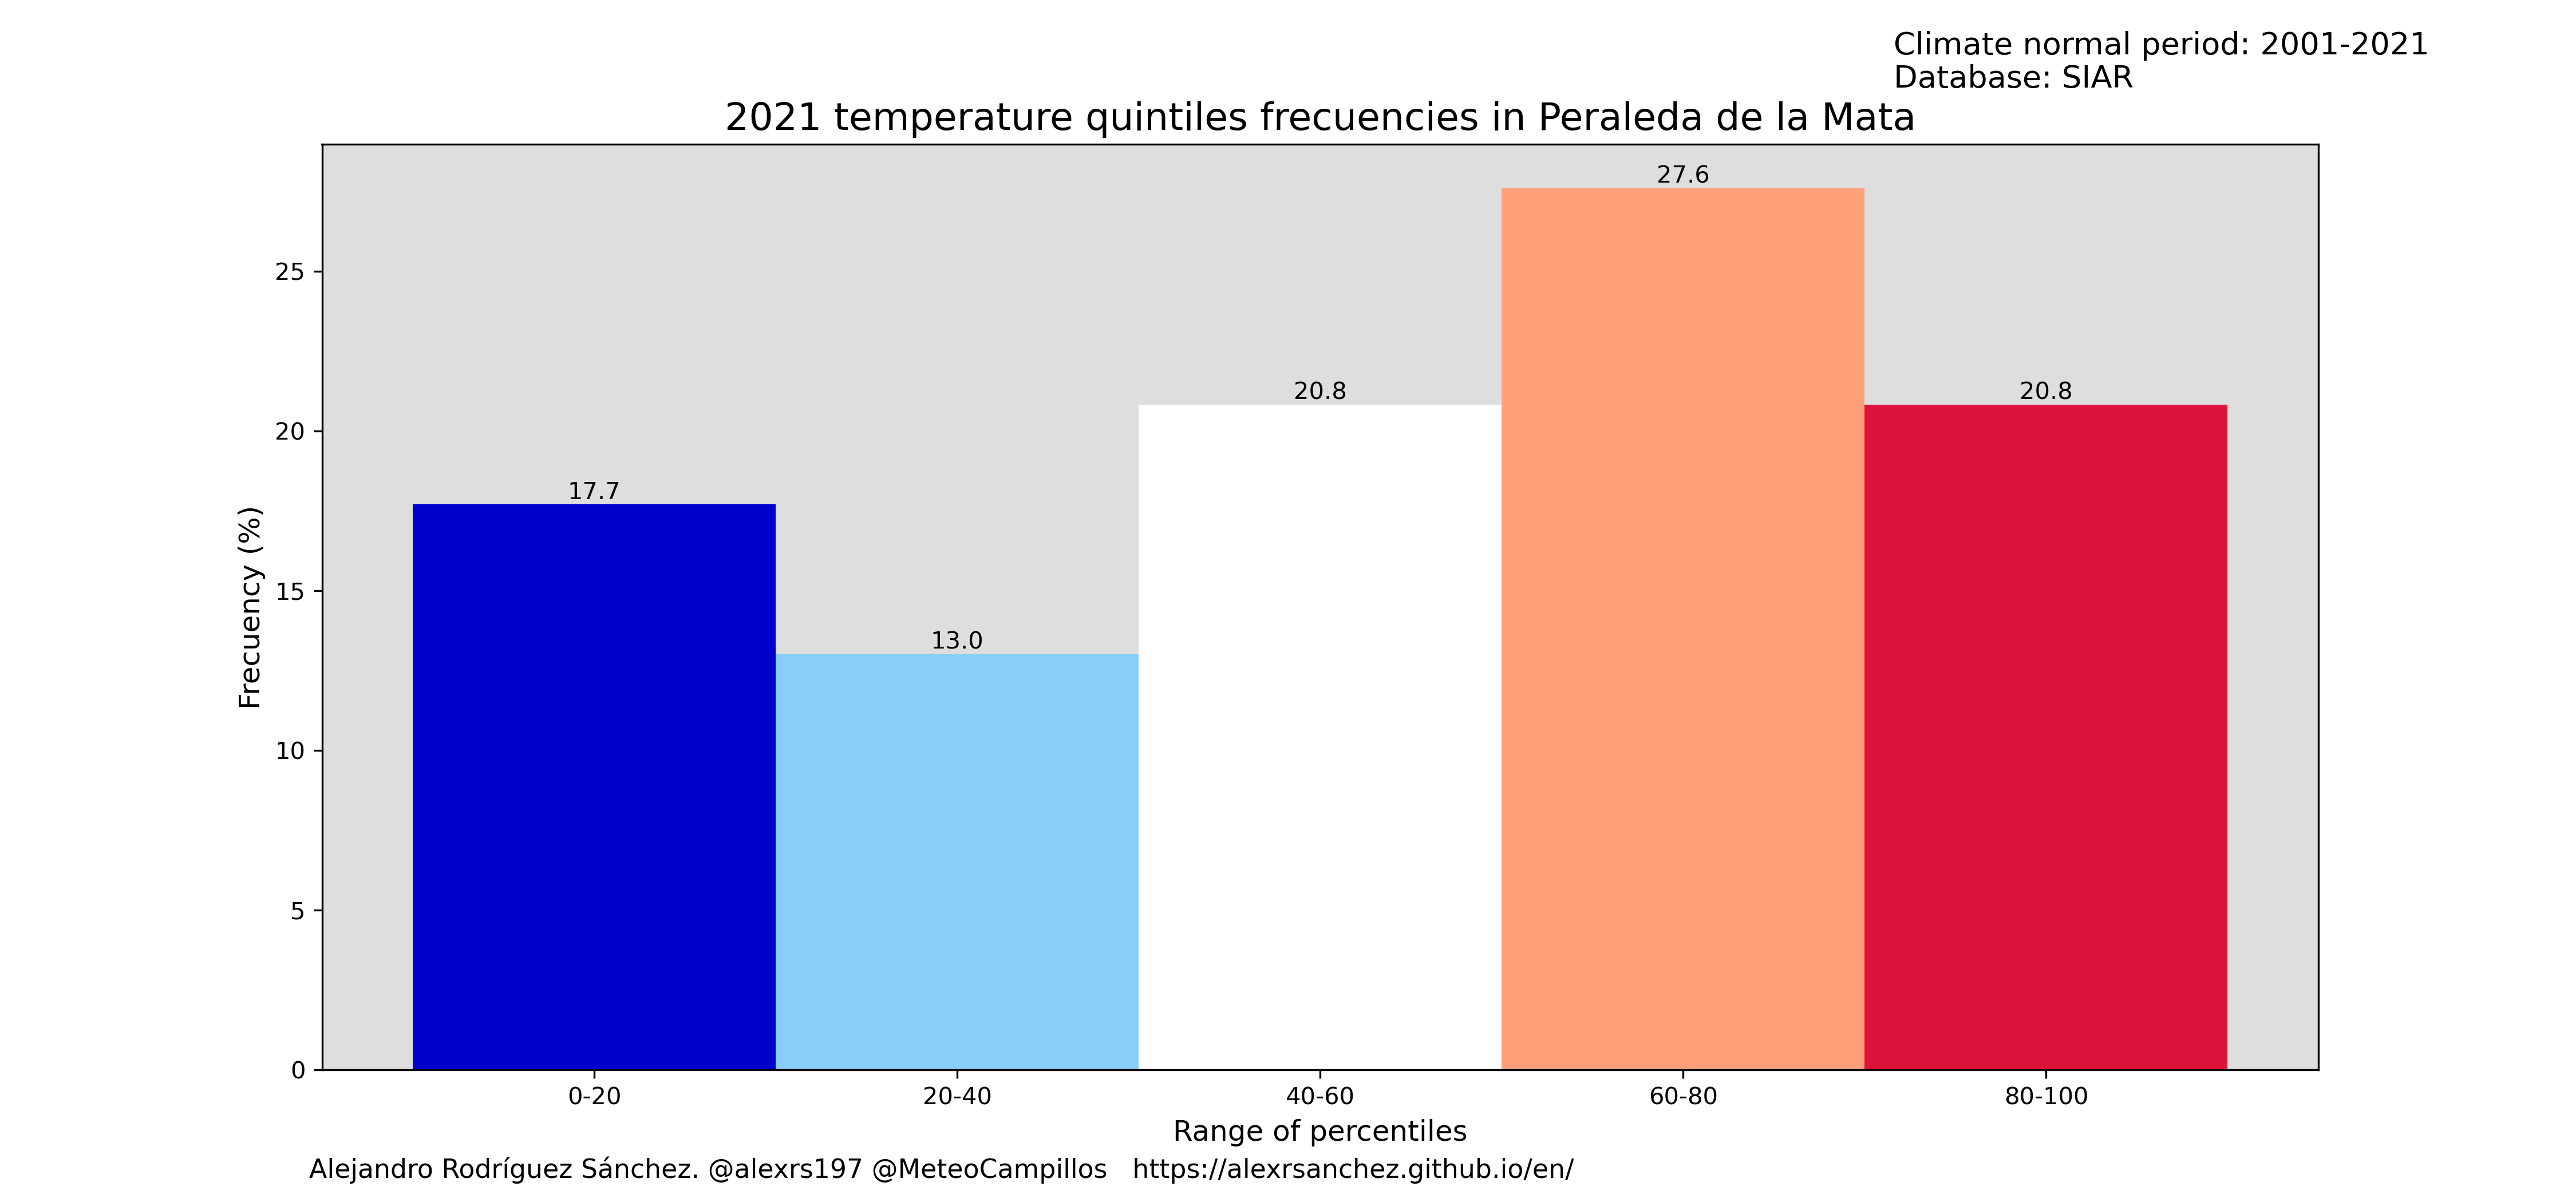 Climate normal period: 2001-2021
Database: SIAR
2021 temperature quintiles frecuencies in Peraleda de la Mata
27.6
25
20.8
20.8
20
17.7
15
13.0
10
5
0
Frecuency (%)
0-20 20-40 40-60 60-80 80-100
Range of percentiles
Alejandro Rodríguez Sánchez. @alexrs197 @MeteoCampillos https://alexrsanchez.github.io/en/